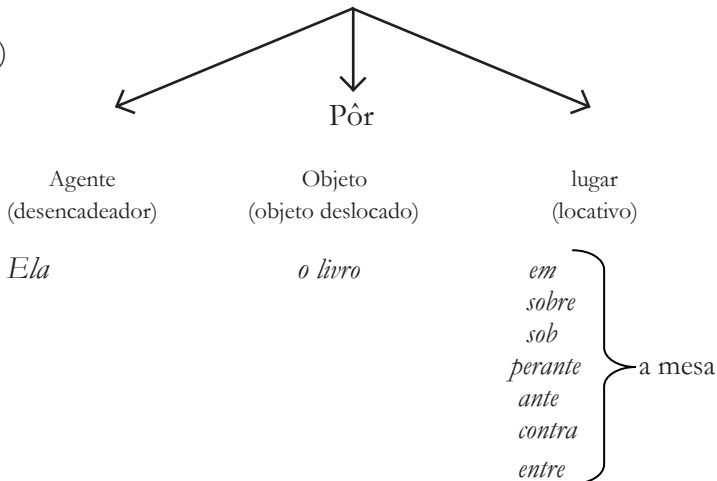 )
Pôr
Agente Objeto lugar
(desencadeador) (objeto deslocado) (locativo)
Ela o livro em
sobre
sob
perante a mesa
ante
contra
entre